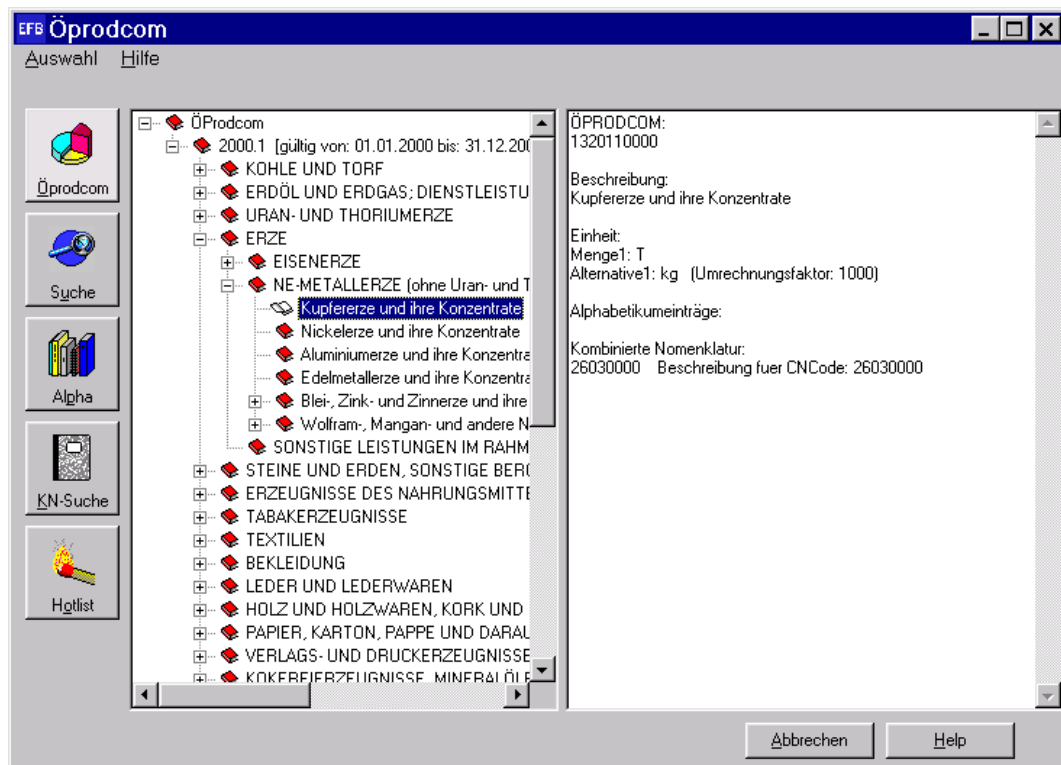 EFB Öprodcom
Auswahl Hilfe
Öprodcom
Suche
Alpha
KN-Suche
Hotlist
ÖProdcom
2000.1 [gültig von: 01.01.2000 bis: 31.12.200
KOHLE UND TORF
ERDÖL UND ERDGAS; DIENSTLEISTU
URAN- UND THORIUMERZE
ERZE
EISENERZE
NE-METALLERZE (ohne Uran- und T
Kupfererze und ihre Konzentrate
Nickelerze und ihre Konzentrate
Aluminiumerze und ihre Konzentra
Edelmetallerze und ihre Konzentra
Blei-, Zink- und Zinnerze und ihre
Wolfram-, Mangan- und andere N
SONSTIGE LEISTUNGEN IM RAHM
STEINE UND ERDEN, SONSTIGE BERG
ERZEUGNISSE DES NAHRUNGSMITTE
TABAKERZEUGNISSE
TEXTILIEN
BEKLEIDUNG
LEDER UND LEDERWAREN
HOLZ UND HOLZWAREN, KORK UND
PAPIER, KARTON, PAPPE UND DARAU
VERLAGS- UND DRUCKERZEUGNISSE
KOKEREIERZEUGNISSE, MINERALÖLE
ÖPRODCOM:
1320110000
Beschreibung:
Kupfererze und ihre Konzentrate
Einheit:
Menge1: T
Alternative1: kg (Umrechnungsfaktor: 1000)
Alphabetikumeinträge:
Kombinierte Nomenklatur:
26030000 Beschreibung fuer CNCode: 26030000
Abbrechen
Help